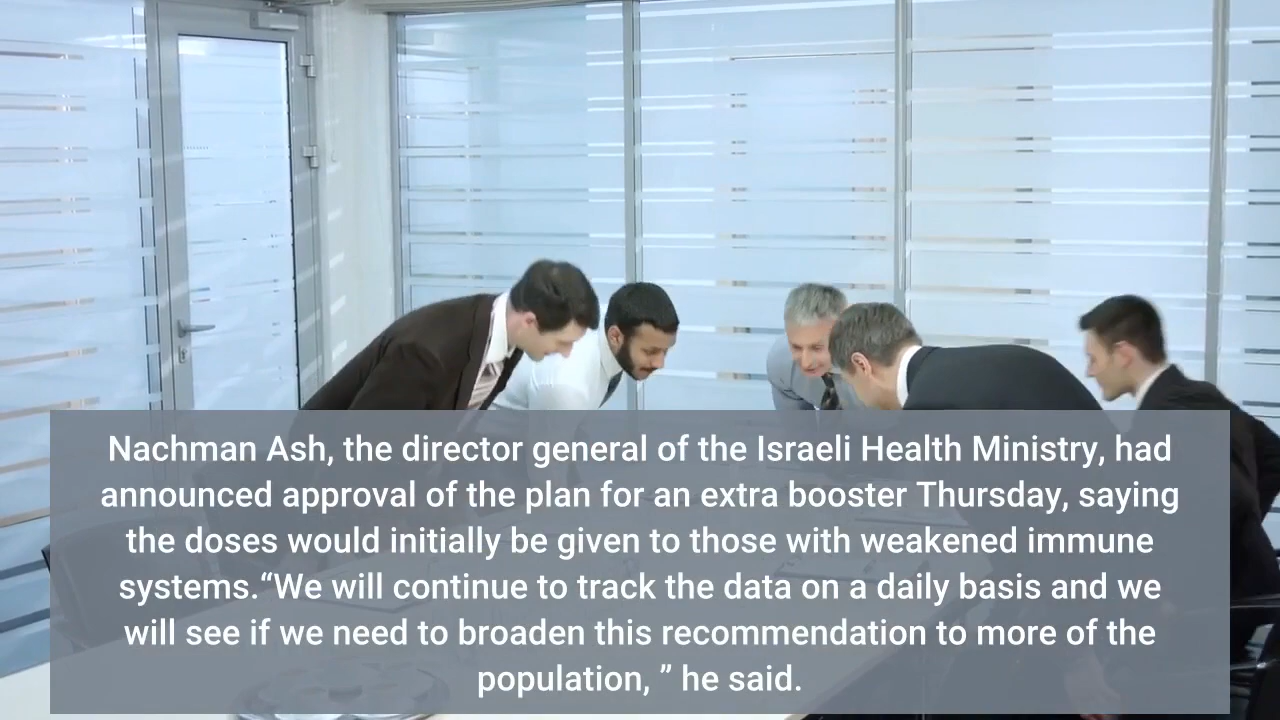 Nachman Ash, the director general of the Israeli Health Ministry, had
announced approval of the plan for an extra booster Thursday, saying
the doses would initially be given to those with weakened immune
systems.“We will continue to track the data on a daily basis and we
will see if we need to broaden this recommendation to more of the
population, ” he said.